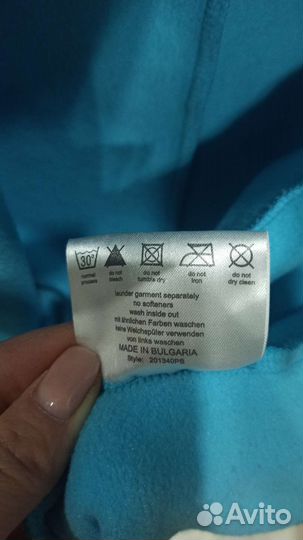 30°
normal process
do not bleach
do not tumble dry
do not iron
do not dry clean
launder garment separately
no softeners
wash inside out
mit ähnlichen Farben waschen
keine Weichspüler verwenden
von links waschen
MADE IN BULGARIA
Style: 201340PS
Avito